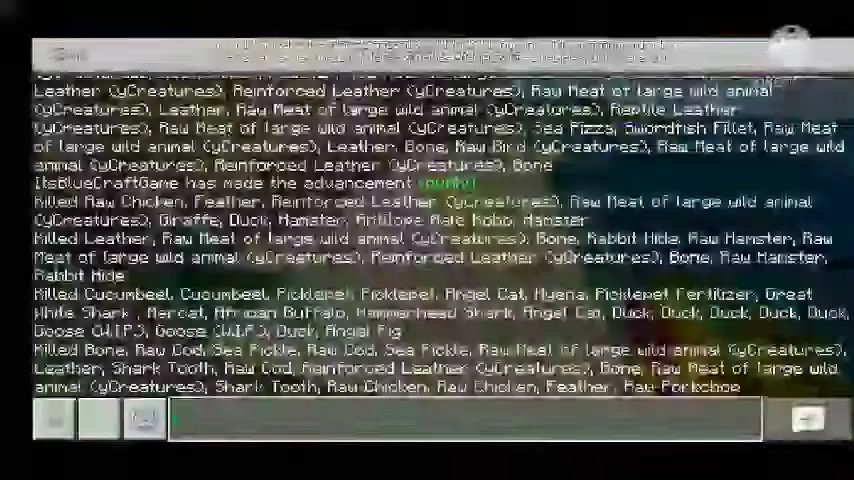 Leather (yCreatures), Reinforced Leather (yCreatures), Raw Meat of large wild animal
(yCreatures), Leather, Raw Meat of large wild animal (yCreatures), Reptile Leather
(yCreatures), Raw Meat of large wild animal (yCreatures), Sea Pizza, Swordfish Fillet, Raw Meat
of large wild animal (yCreatures), Leather, Bone, Raw Bird (yCreatures), Raw Meat of large wild
animal (yCreatures), Reinforced Leather (yCreatures), Bone
ItsBlueCraftGame has made the advancement
Killed Raw Chicken, Feather, Reinforced Leather (yCreatures), Raw Meat of large wild animal
(yCreatures), Giraffe, Duck, Hamster, Antilope Male Kobo, Hamster
Killed Leather, Raw Meat of large wild animal (yCreatures), Bone, Rabbit Hide, Raw Hamster, Raw
Meat of large wild animal (yCreatures), Reinforced Leather (yCreatures), Bone, Raw Hamster,
Rabbit Hide
Killed Cucumbeel, Cucumbeel, Picklepet, Picklepet, Angel Cat, Hyena, Picklepet Fertilizer, Great
White Shark, Mercat, African Buffalo, Hammerhead Shark, Angel Cat, Duck, Duck, Duck, Duck, Duck,
Goose (W.I.P.), Goose (W.I.P.), Duck, Angel Pig
Killed Bone, Raw Cod, Sea Pickle, Raw Cod, Sea Pickle, Raw Meat of large wild animal (yCreatures),
Leather, Shark Tooth, Raw Cod, Reinforced Leather (yCreatures), Bone, Raw Meat of large wild
animal (yCreatures), Shark Tooth, Raw Chicken, Raw Chicken, Feather, Raw Porkchop